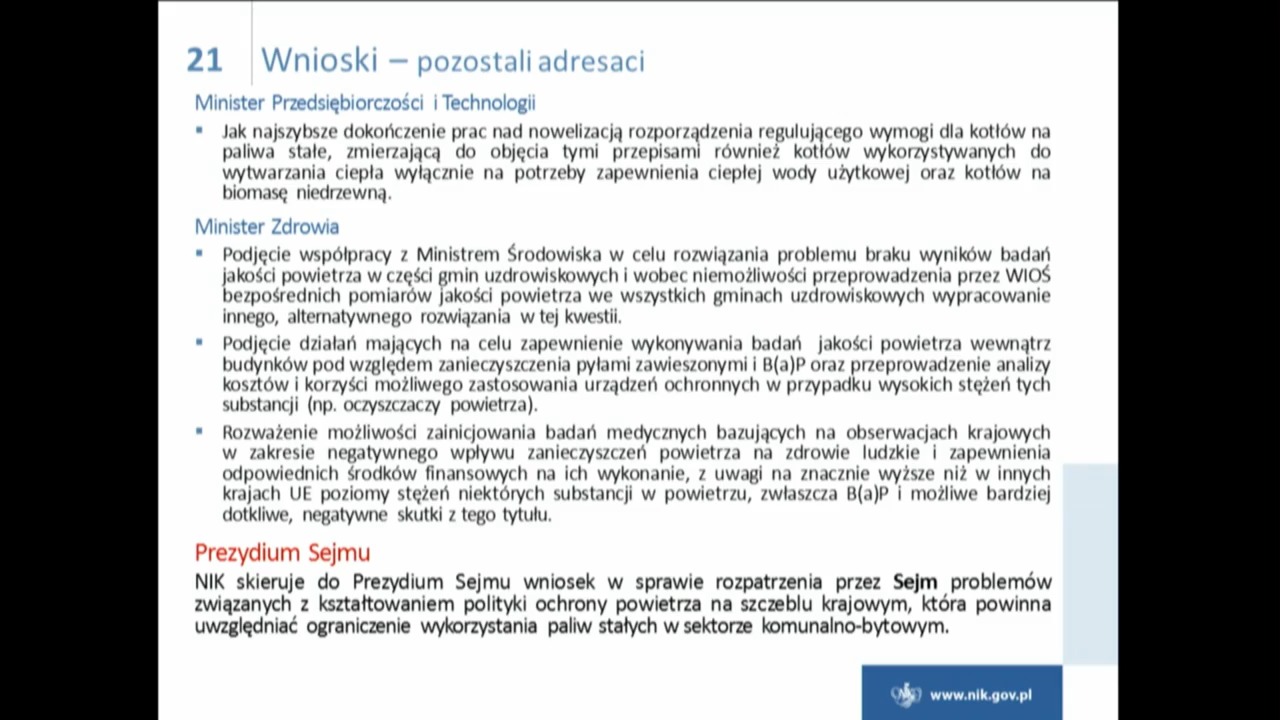 21 Wnioski – pozostali adresaci
Minister Przedsiębiorczości i Technologii
▪ Jak najszybsze dokończenie prac nad nowelizacją rozporządzenia regulującego wymogi dla kotłów na
paliwa stałe, zmierzającą do objęcia tymi przepisami również kotłów wykorzystywanych do
wytwarzania ciepła wyłącznie na potrzeby zapewnienia ciepłej wody użytkowej oraz kotłów na
biomasę niedrzewną.
Minister Zdrowia
▪ Podjęcie współpracy z Ministrem Środowiska w celu rozwiązania problemu braku wyników badań
jakości powietrza w części gmin uzdrowiskowych i wobec niemożliwości przeprowadzenia przez WIOŚ
bezpośrednich pomiarów jakości powietrza we wszystkich gminach uzdrowiskowych wypracowanie
innego, alternatywnego rozwiązania w tej kwestii.
▪ Podjęcie działań mających na celu zapewnienie wykonywania badań jakości powietrza wewnątrz
budynków pod względem zanieczyszczenia pyłami zawieszonymi i B(a)P oraz przeprowadzenie analizy
kosztów i korzyści możliwego zastosowania urządzeń ochronnych w przypadku wysokich stężeń tych
substancji (np. oczyszczaczy powietrza).
▪ Rozważenie możliwości zainicjowania badań medycznych bazujących na obserwacjach krajowych
w zakresie negatywnego wpływu zanieczyszczeń powietrza na zdrowie ludzkie i zapewnienia
odpowiednich środków finansowych na ich wykonanie, z uwagi na znacznie wyższe niż w innych
krajach UE poziomy stężeń niektórych substancji w powietrzu, zwłaszcza B(a)P i możliwe bardziej
dotkliwe, negatywne skutki z tego tytułu.
Prezydium Sejmu
NIK skieruje do Prezydium Sejmu wniosek w sprawie rozpatrzenia przez Sejm problemów
związanych z kształtowaniem polityki ochrony powietrza na szczeblu krajowym, która powinna
uwzględniać ograniczenie wykorzystania paliw stałych w sektorze komunalno-bytowym.
www.nik.gov.pl